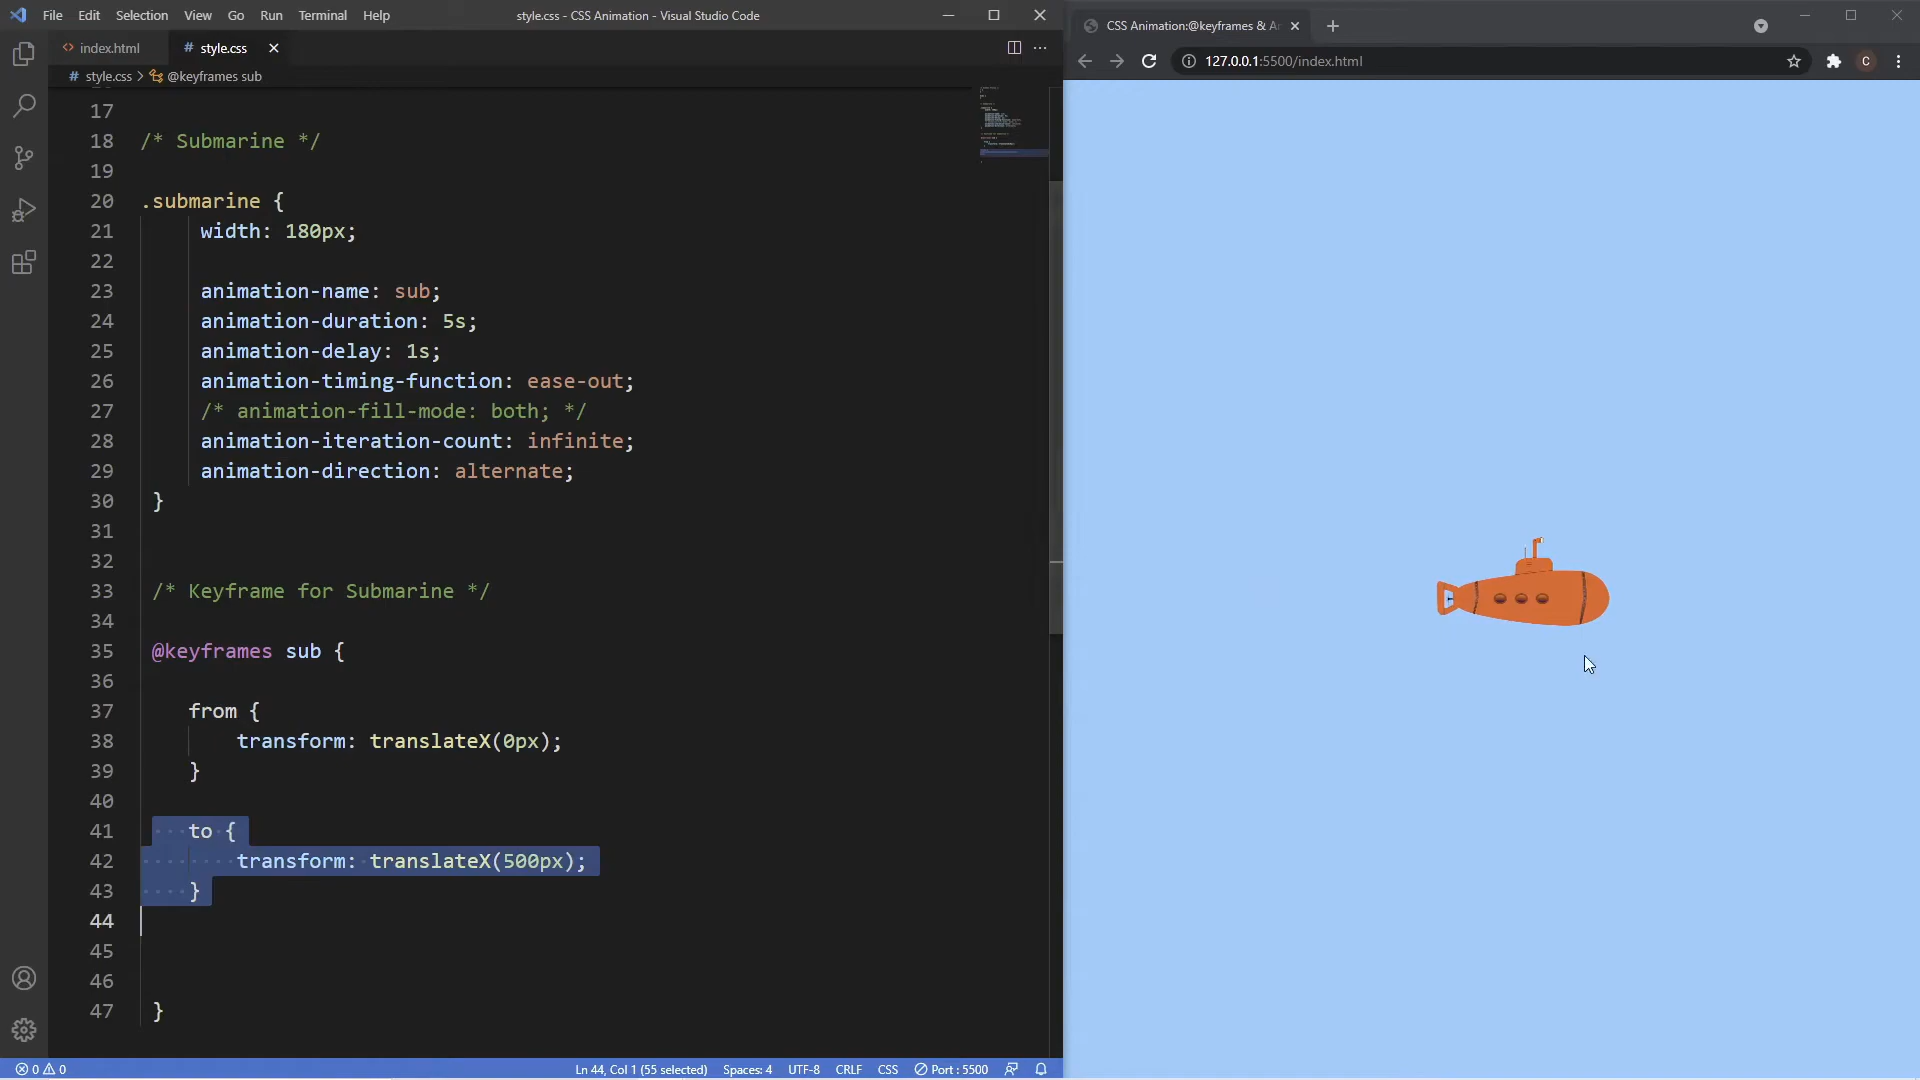 File Edit Selection View Go Run Terminal Help
style.css - CSS Animation - Visual Studio Code
index.html
# style.css
# style.css > @keyframes sub
17
18 /* Submarine */
19
20 .submarine {
21 width: 180px;
22
23 animation-name: sub;
24 animation-duration: 5s;
25 animation-delay: 1s;
26 animation-timing-function: ease-out;
27 /* animation-fill-mode: both; */
28 animation-iteration-count: infinite;
29 animation-direction: alternate;
30 }
31
32
33 /* Keyframe for Submarine */
34
35 @keyframes sub {
36
37 from {
38 transform: translateX(0px);
39 }
40
41 to {
42 transform: translateX(500px);
43 }
44
45
46
47 }
0 0
Ln 44, Col 1 (55 selected) Spaces: 4 UTF-8 CRLF CSS Port : 5500
CSS Animation:@keyframes &
127.0.0.1:5500/index.html
C